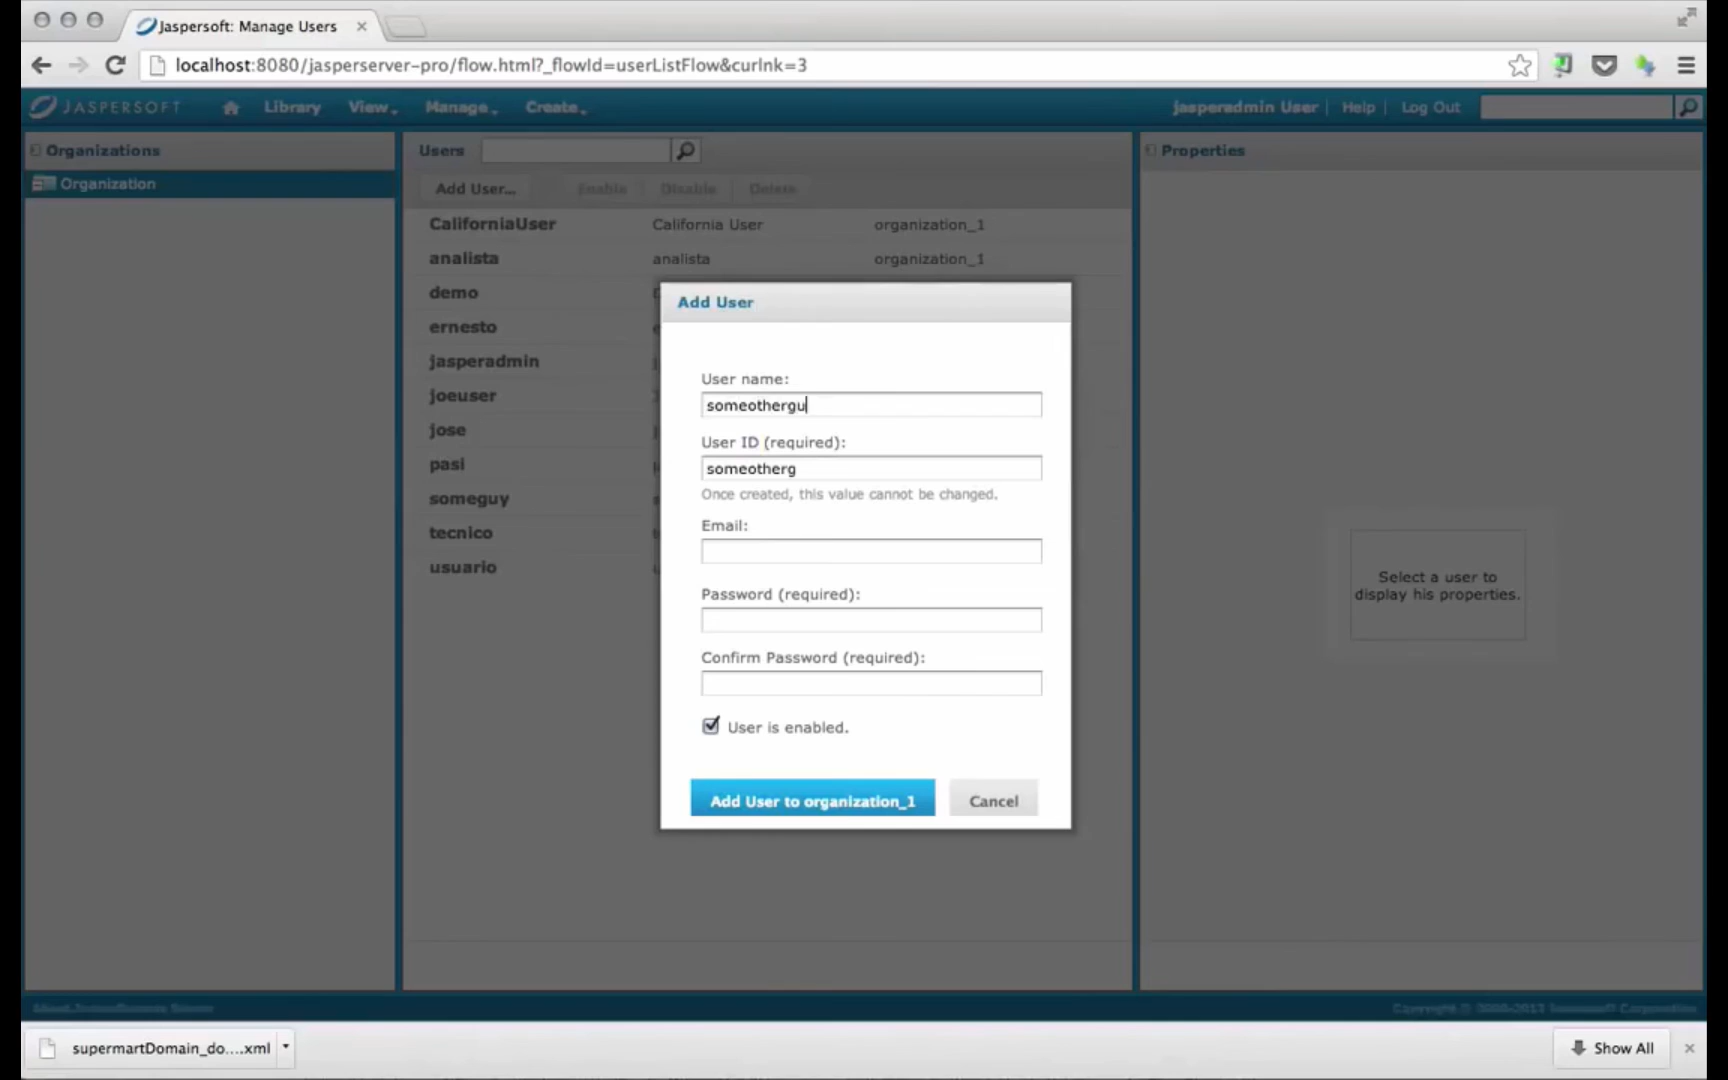 Jaspersoft: Manage Users
localhost:8080/jasperserver-pro/flow.html?_flowId=userListFlow&curlnk=3
JASPERSOFT Library View Manage Create jasperadmin User | Help | Log Out
Organizations
Organization
Users
Add User... Enable Disable Delete
CaliforniaUser California User organization_1
analista analista organization_1
demo
ernesto
jasperadmin
joeuser
jose
pasi
someguy
tecnico
usuario
Add User
User name:
someothergu
User ID (required):
someotherg
Once created, this value cannot be changed.
Email:
Password (required):
Confirm Password (required):
User is enabled.
Add User to organization_1 Cancel
Properties
Select a user to
display his properties.
supermartDomain_do....xml Show All